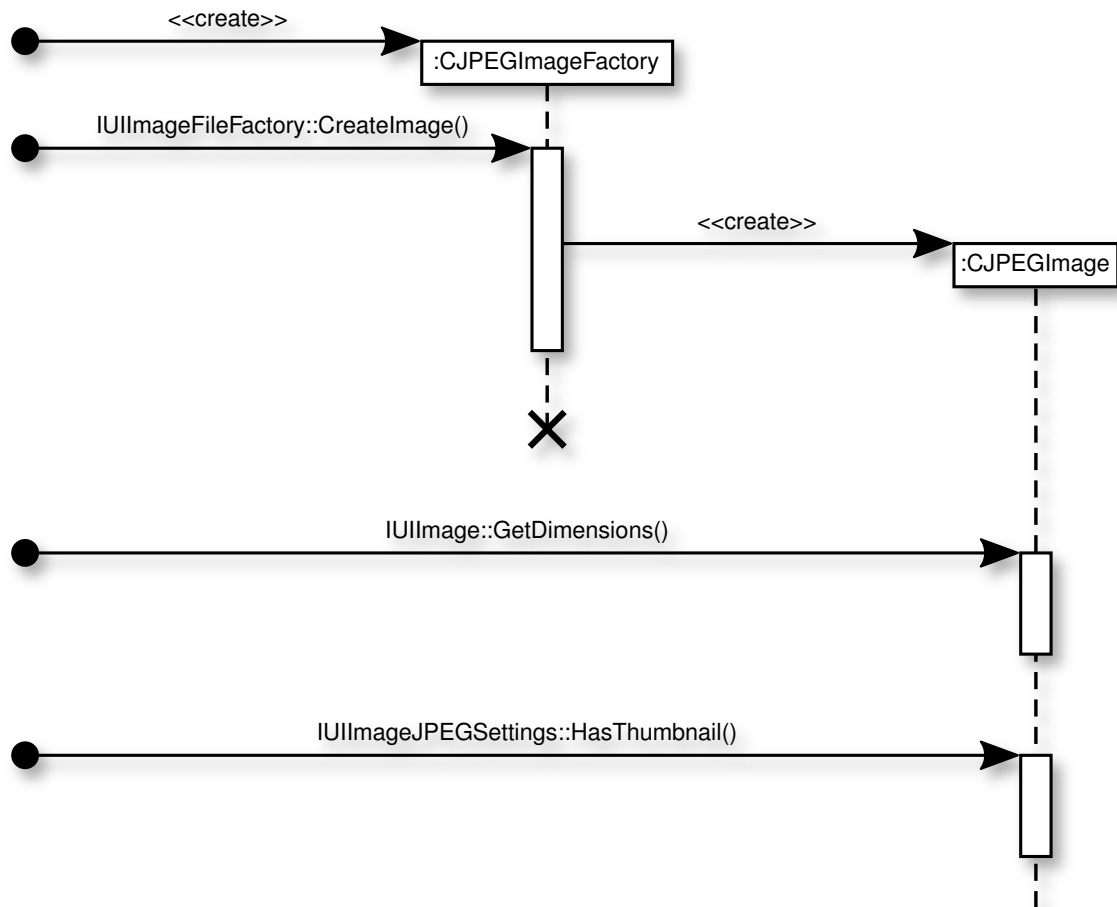 <<create>>
:CJPEGImageFactory
IUIImageFileFactory::CreateImage()
<<create>>
:CJPEGImage
IUIImage::GetDimensions()
IUIImageJPEGSettings::HasThumbnail()